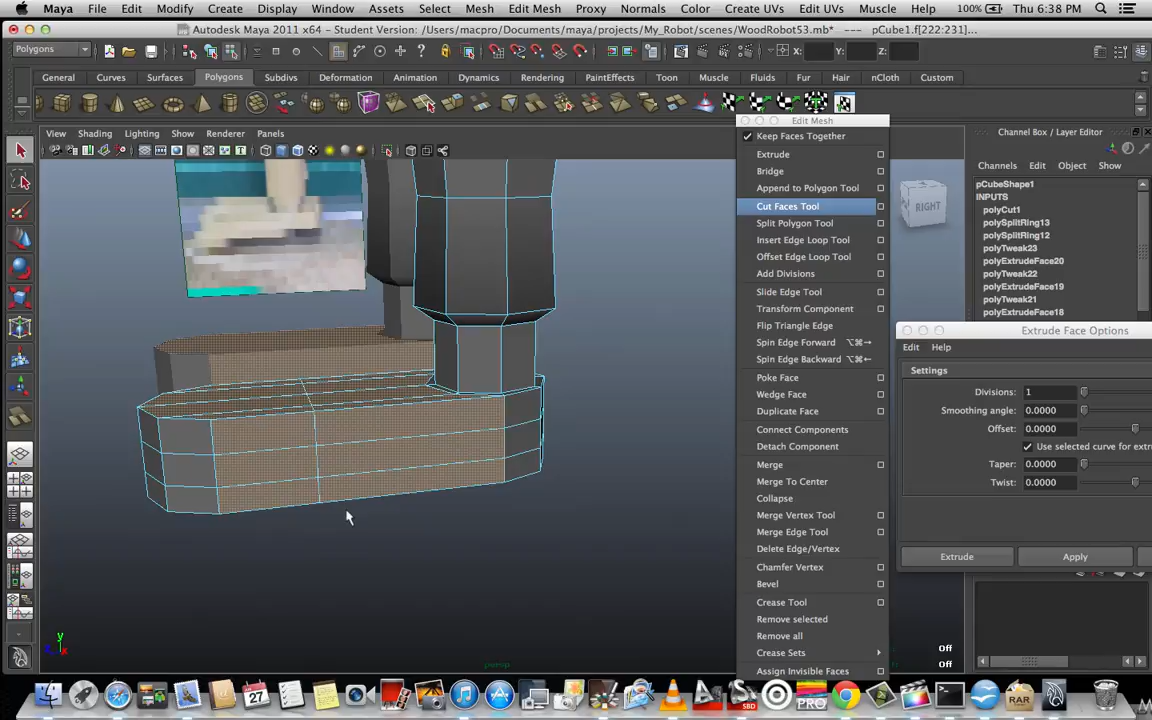 Maya File Edit Modify Create Display Window Assets Select Mesh Edit Mesh Proxy Normals Color Create UVs Edit UVs Muscle Help 100% Thu 6:38 PM
Autodesk Maya 2011 x64 - Student Version: /Users/macpro/Documents/maya/projects/My_Robot/scenes/WoodRobot53.mb* --- pCube1.f[222:231]...
Polygons X: Y: Z:
General Curves Surfaces Polygons Subdivs Deformation Animation Dynamics Rendering PaintEffects Toon Muscle Fluids Fur Hair nCloth Custom
View Shading Lighting Show Renderer Panels
RIGHT
Edit Mesh
Keep Faces Together
Extrude
Bridge
Append to Polygon Tool
Cut Faces Tool
Split Polygon Tool
Insert Edge Loop Tool
Offset Edge Loop Tool
Add Divisions
Slide Edge Tool
Transform Component
Flip Triangle Edge
Spin Edge Forward ⌥⌘→
Spin Edge Backward ⌥⌘←
Poke Face
Wedge Face
Duplicate Face
Connect Components
Detach Component
Merge
Merge To Center
Collapse
Merge Vertex Tool
Merge Edge Tool
Delete Edge/Vertex
Chamfer Vertex
Bevel
Crease Tool
Remove selected
Remove all
Crease Sets
Assign Invisible Faces
Channel Box / Layer Editor
Channels Edit Object Show
pCubeShape1
INPUTS
polyCut1
polySplitRing13
polySplitRing12
polyTweak23
polyExtrudeFace20
polyTweak22
polyExtrudeFace19
polyTweak21
polyExtrudeFace18
Extrude Face Options
Edit Help
Settings
Divisions: 1
Smoothing angle: 0.0000
Offset: 0.0000
Use selected curve for extr
Taper: 0.0000
Twist: 0.0000
Extrude Apply
Off
Off
y
persp
27
SBD
RAR